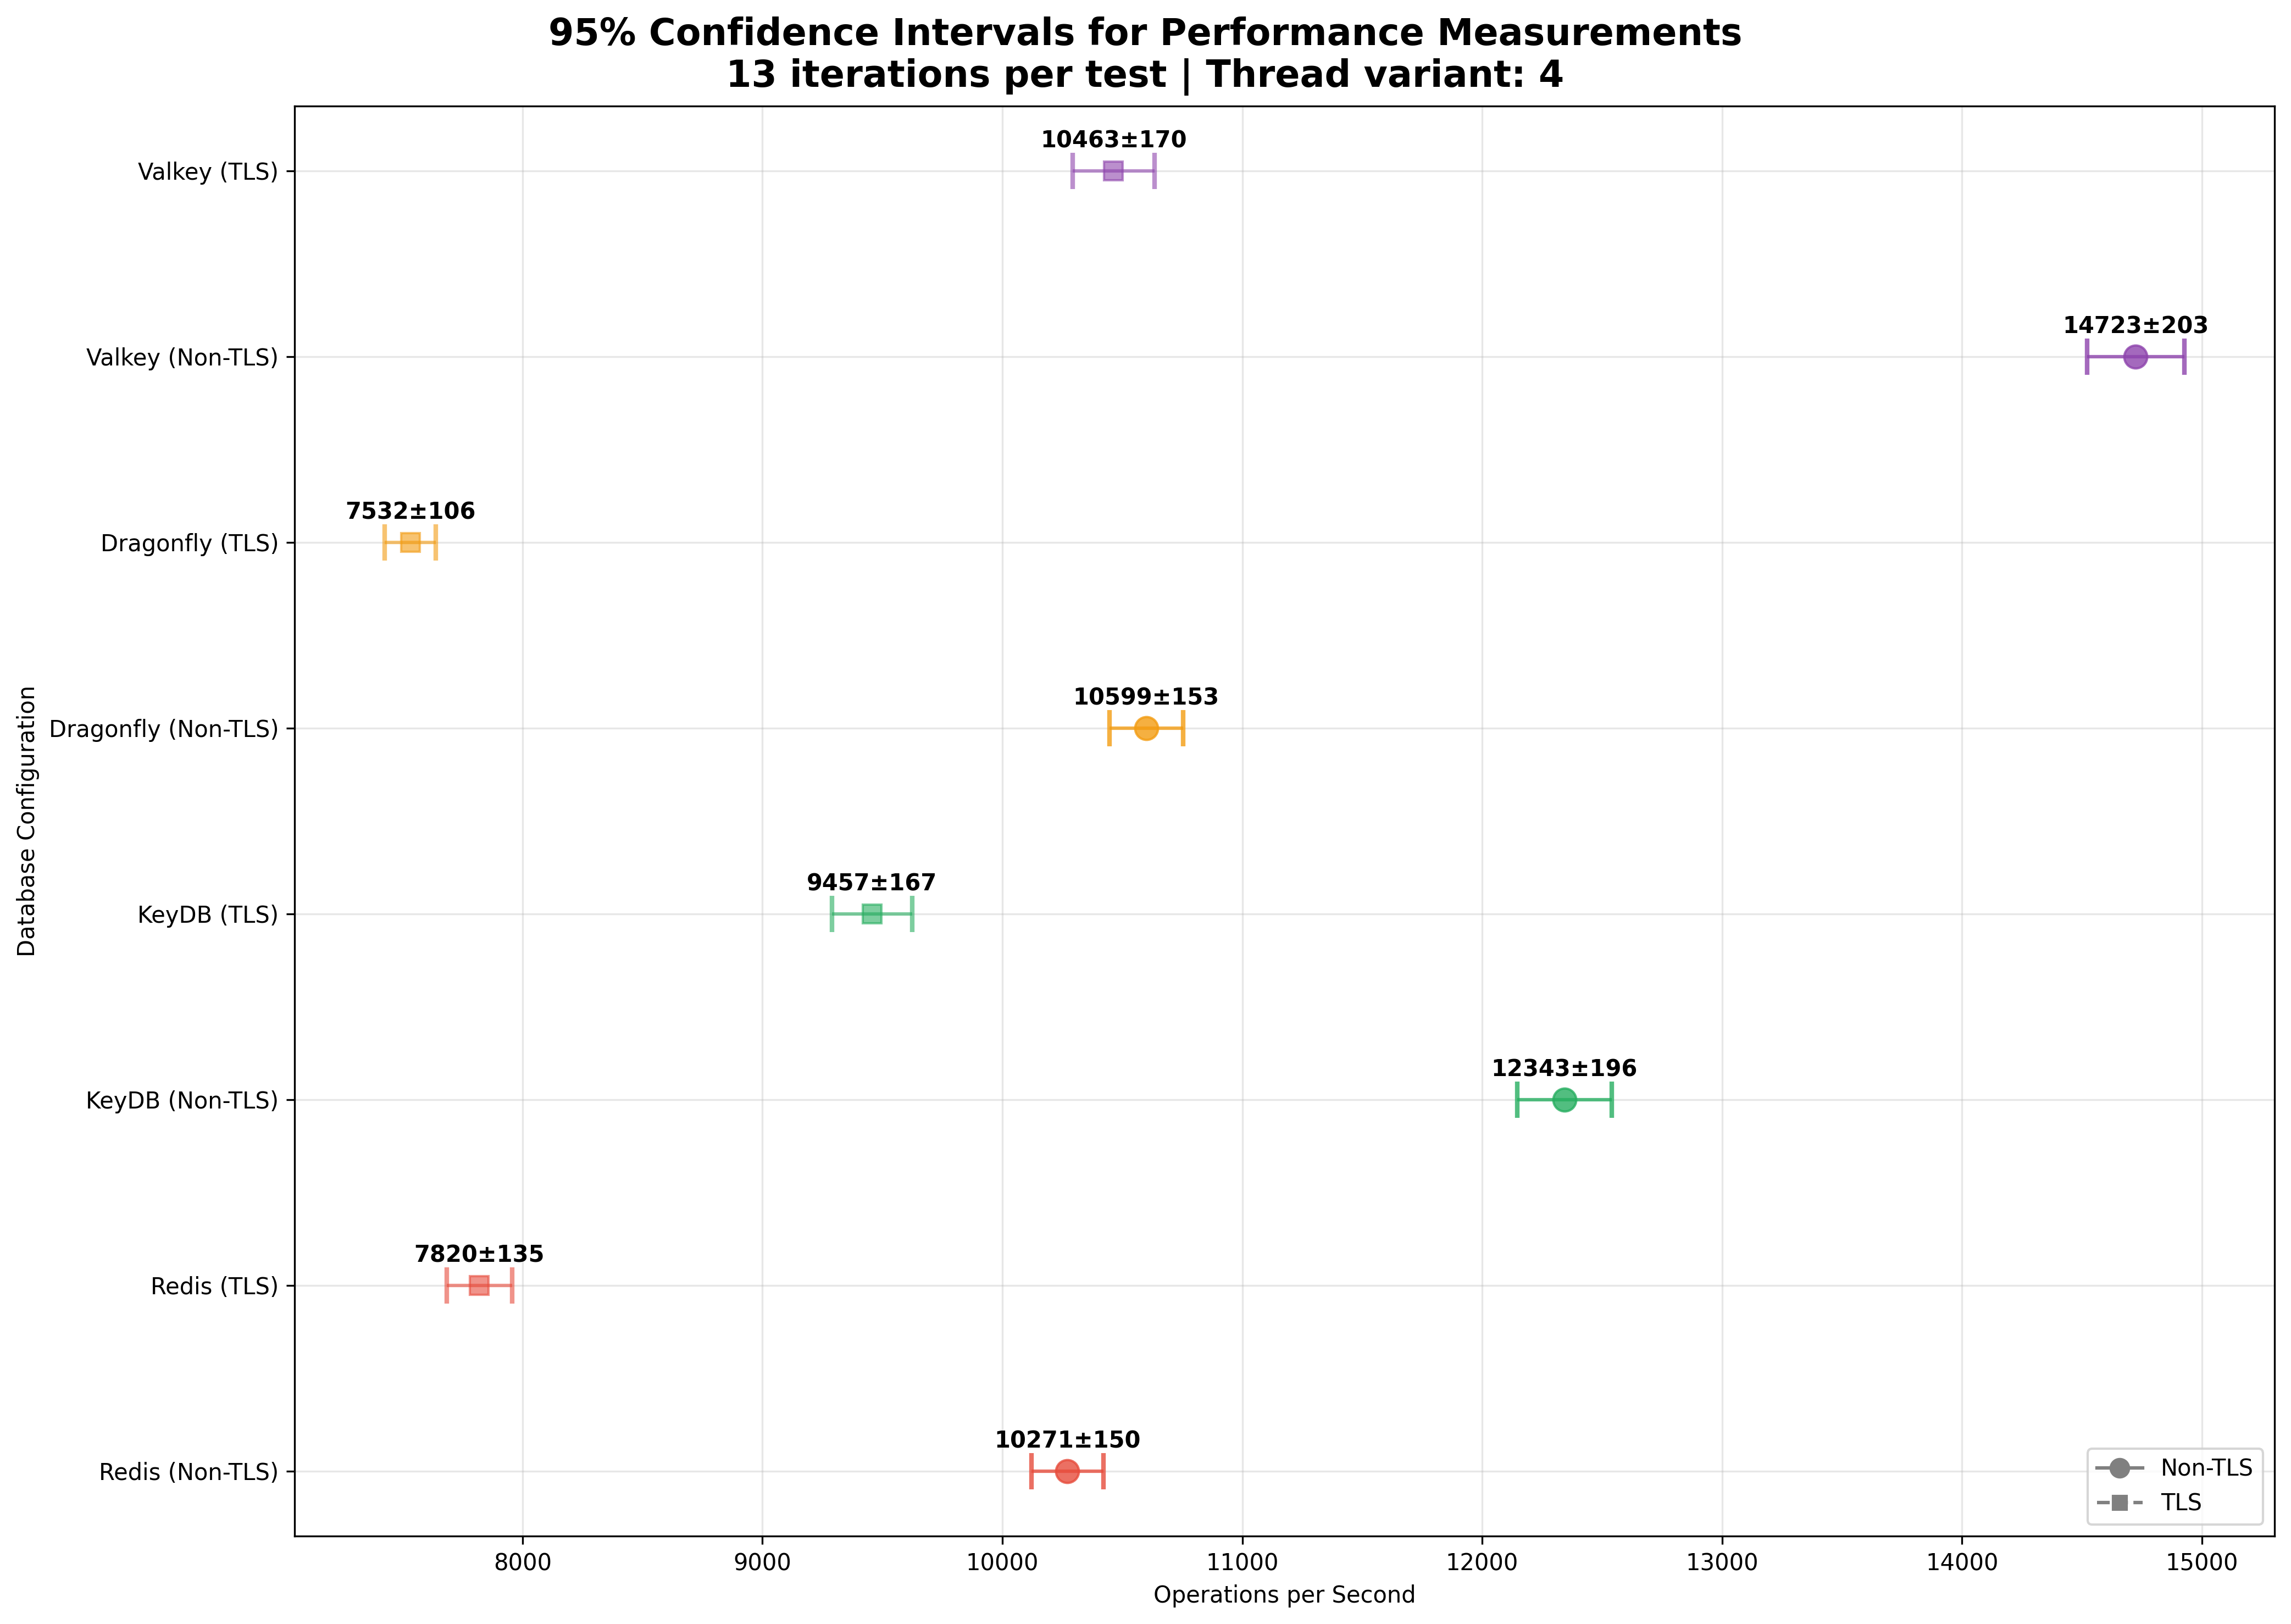 95% Confidence Intervals for Performance Measurements
13 iterations per test | Thread variant: 4
Valkey (TLS)
10463±170
Valkey (Non-TLS)
14723±203
Dragonfly (TLS)
7532±106
Dragonfly (Non-TLS)
10599±153
KeyDB (TLS)
9457±167
KeyDB (Non-TLS)
12343±196
Redis (TLS)
7820±135
Redis (Non-TLS)
10271±150
Database Configuration
Non-TLS
TLS
8000 9000 10000 11000 12000 13000 14000 15000
Operations per Second